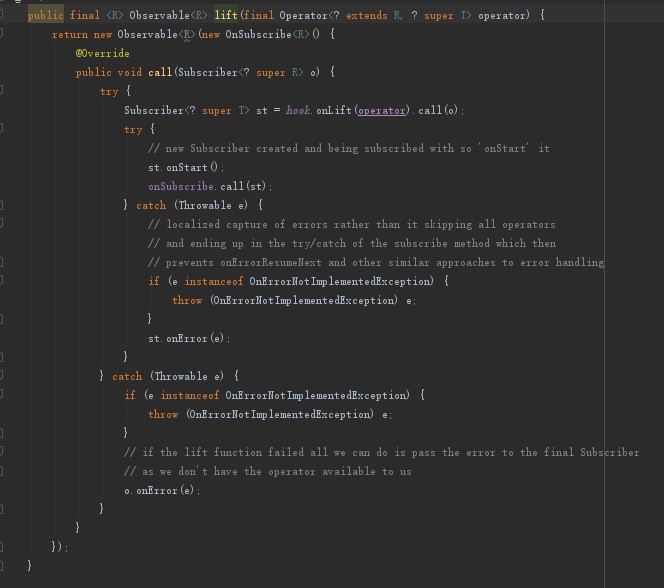 public final <R> Observable<R> lift(final Operator<? extends R, ? super T> operator) {
return new Observable<R>(new OnSubscribe<R>() {
@Override
public void call(Subscriber<? super R> o) {
try {
Subscriber<? super T> st = hook.onLift(operator).call(o);
try {
// new Subscriber created and being subscribed with so 'onStart' it
st.onStart();
onSubscribe.call(st);
} catch (Throwable e) {
// localized capture of errors rather than it skipping all operators
// and ending up in the try/catch of the subscribe method which then
// prevents onErrorResumeNext and other similar approaches to error handling
if (e instanceof OnErrorNotImplementedException) {
throw (OnErrorNotImplementedException) e;
}
st.onError(e);
}
} catch (Throwable e) {
if (e instanceof OnErrorNotImplementedException) {
throw (OnErrorNotImplementedException) e;
}
// if the lift function failed all we can do is pass the error to the final Subscriber
// as we don't have the operator available to us
o.onError(e);
}
}
});
}